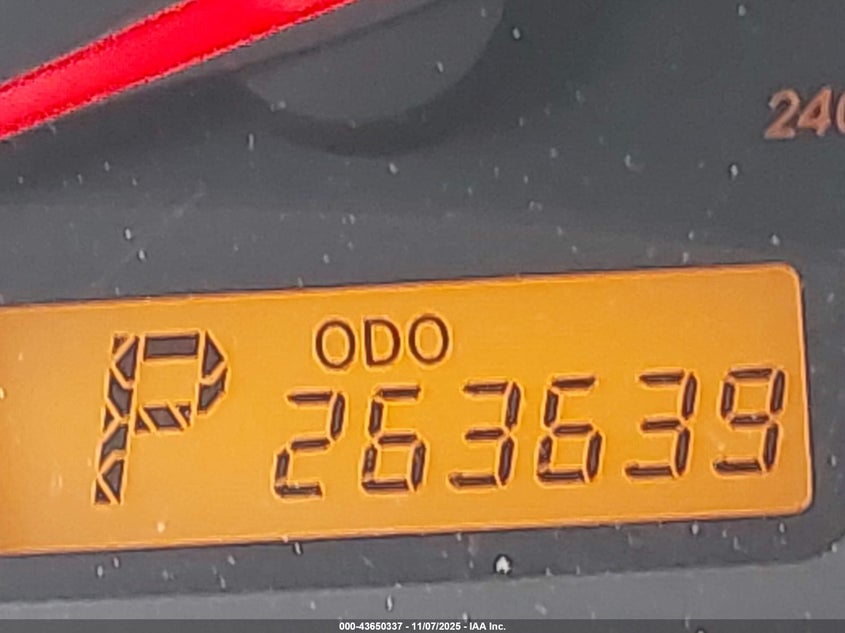 240
ODO
P 263639
000-43650337 - 11/07/2025 - IAA Inc.